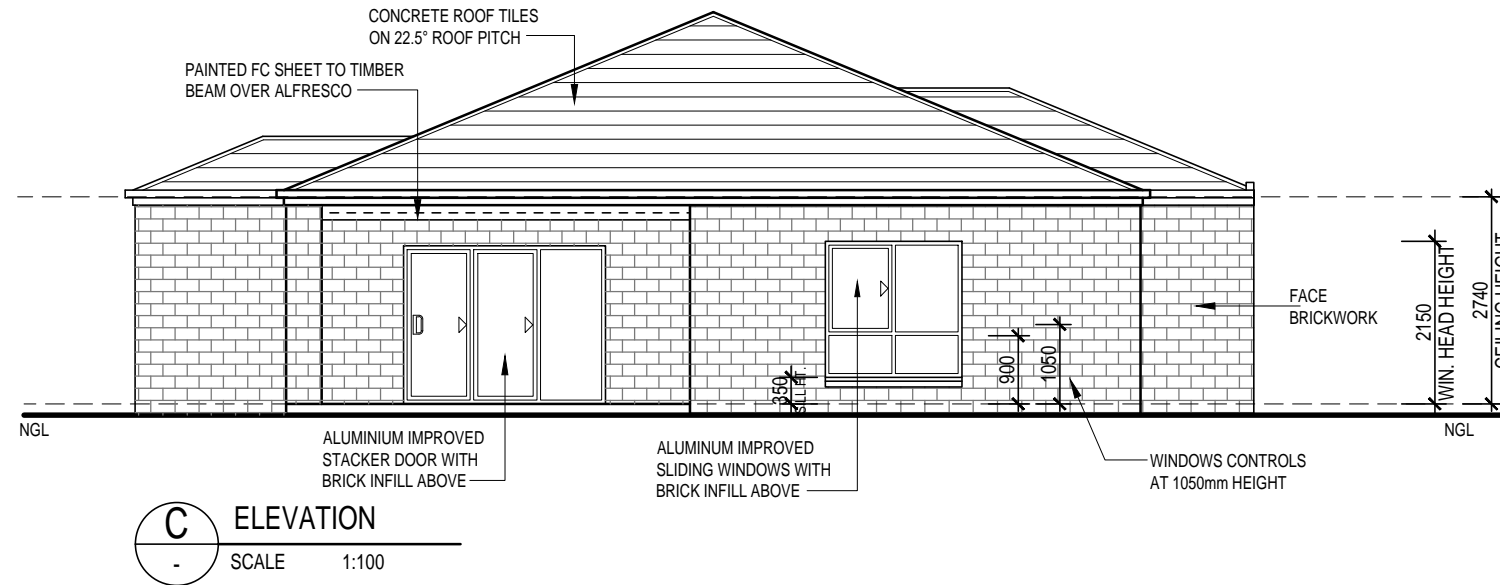 CONCRETE ROOF TILES
ON 22.5° ROOF PITCH
PAINTED FC SHEET TO TIMBER
BEAM OVER ALFRESCO
FACE
BRICKWORK
2150
WIN. HEAD HEIGHT
2740
CEILING HEIGHT
350
SILL HT.
900
1050
NGL
NGL
ALUMINIUM IMPROVED
STACKER DOOR WITH
BRICK INFILL ABOVE
ALUMINUM IMPROVED
SLIDING WINDOWS WITH
BRICK INFILL ABOVE
WINDOWS CONTROLS
AT 1050mm HEIGHT
C
-
ELEVATION
SCALE 1:100